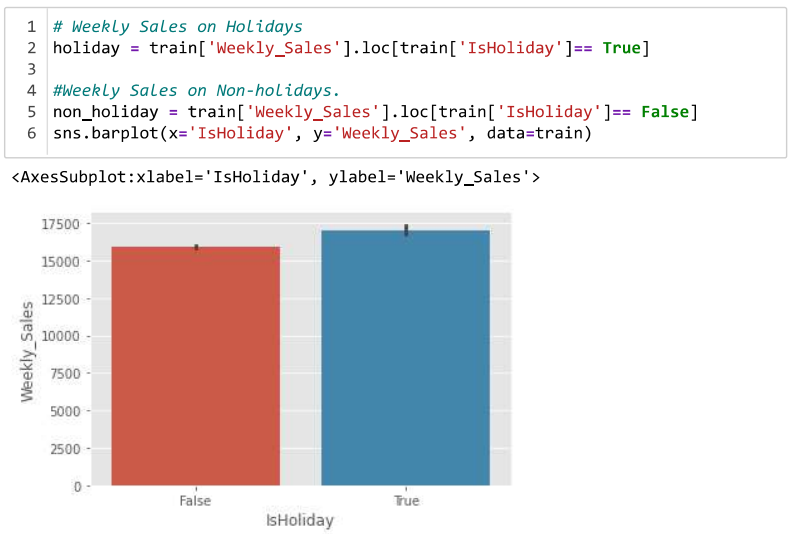 1 # Weekly Sales on Holidays
2 holiday = train['Weekly_Sales'].loc[train['IsHoliday']== True]
3
4 #Weekly Sales on Non-holidays.
5 non_holiday = train['Weekly_Sales'].loc[train['IsHoliday']== False]
6 sns.barplot(x='IsHoliday', y='Weekly_Sales', data=train)
<AxesSubplot:xlabel='IsHoliday', ylabel='Weekly_Sales'>
17500
15000
12500
10000
7500
5000
2500
0
Weekly_Sales
False True
IsHoliday